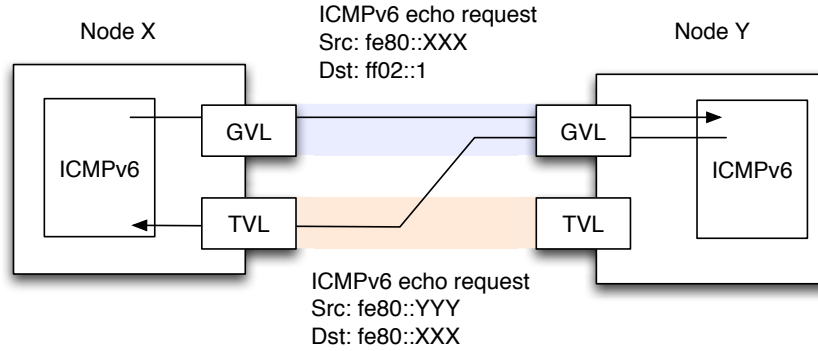 ICMPv6 echo request
Src: fe80::XXX
Dst: ff02::1
Node X
Node Y
GVL
GVL
ICMPv6
ICMPv6
TVL
TVL
ICMPv6 echo request
Src: fe80::YYY
Dst: fe80::XXX